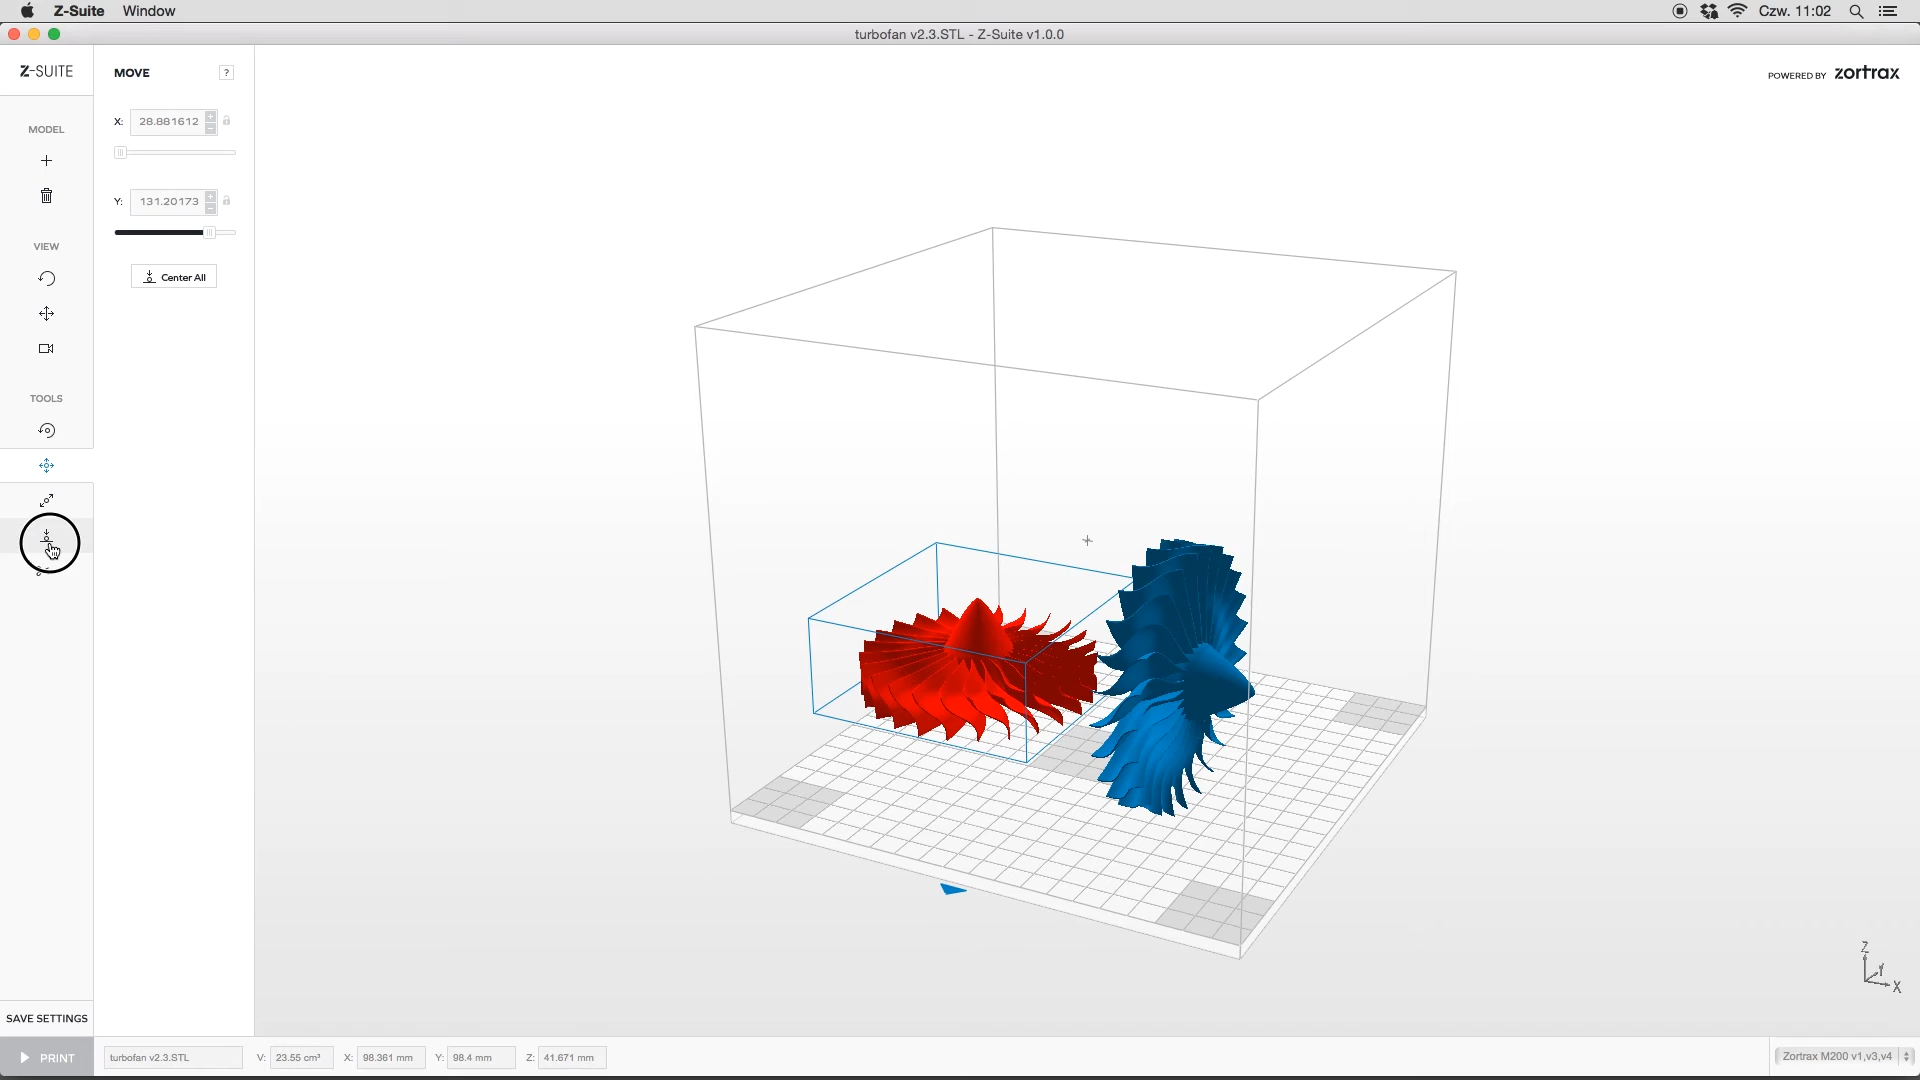 Z-Suite Window
Czw. 11:02
turbofan v2.3.STL - Z-Suite v1.0.0
Z-SUITE
MOVE
?
POWERED BY zortrax
X: 28.881612
MODEL
Y: 131.20173
VIEW
Center All
TOOLS
Z
Y
X
SAVE SETTINGS
PRINT
turbofan v2.3.STL
V: 23.55 cm³
X: 98.361 mm
Y: 98.4 mm
Z: 41.671 mm
Zortrax M200 v1,v3,v4